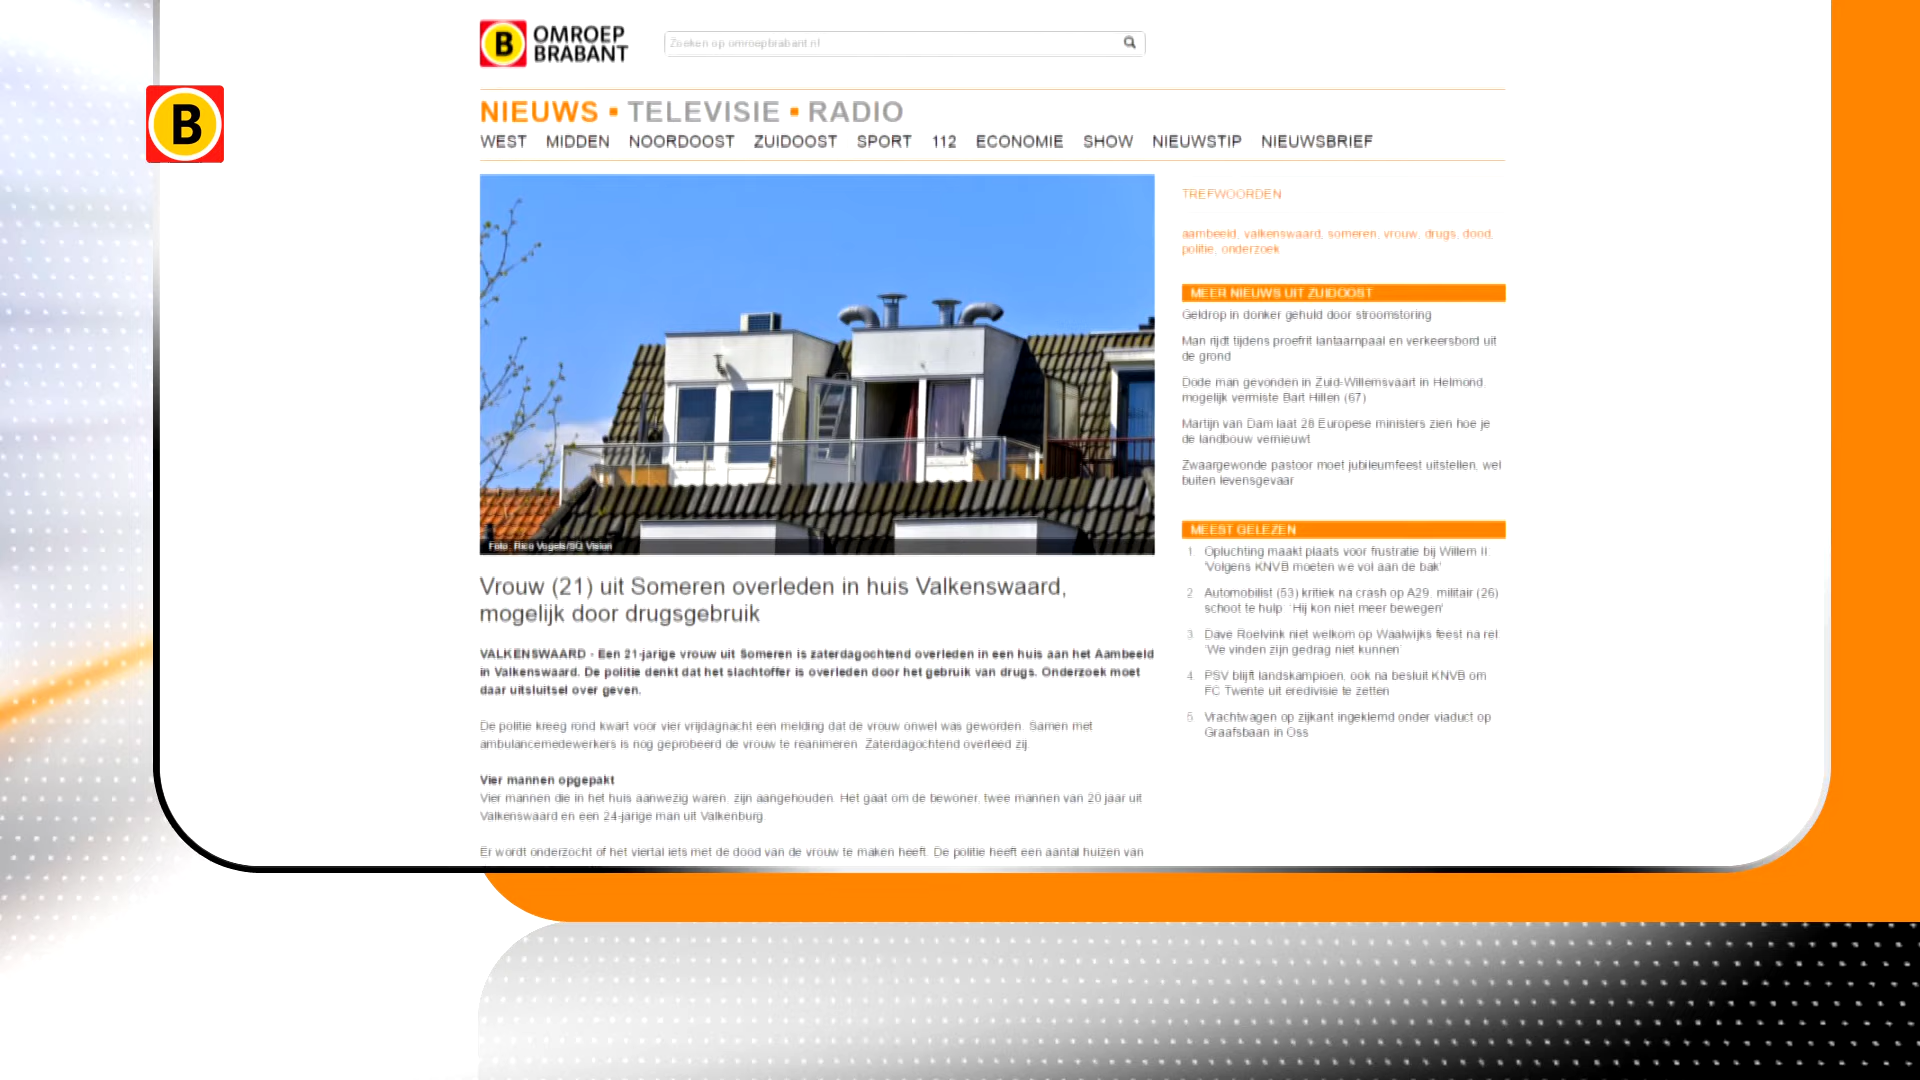 OMROEP
BRABANT
Zoeken op omroepbrabant.nl
B
NIEUWS ▪ TELEVISIE ▪ RADIO
WEST MIDDEN NOORDOOST ZUIDOOST SPORT 112 ECONOMIE SHOW NIEUWSTIP NIEUWSBRIEF
Foto: Rico Vogels/SQ Vision
Vrouw (21) uit Someren overleden in huis Valkenswaard,
mogelijk door drugsgebruik
VALKENSWAARD - Een 21-jarige vrouw uit Someren is zaterdagochtend overleden in een huis aan het Aambeeld
in Valkenswaard. De politie denkt dat het slachtoffer is overleden door het gebruik van drugs. Onderzoek moet
daar uitsluitsel over geven.
De politie kreeg rond kwart voor vier vrijdagnacht een melding dat de vrouw onwel was geworden. Samen met
ambulancemedewerkers is nog geprobeerd de vrouw te reanimeren. Zaterdagochtend overleed zij.
Vier mannen opgepakt
Vier mannen die in het huis aanwezig waren, zijn aangehouden. Het gaat om de bewoner, twee mannen van 20 jaar uit
Valkenswaard en een 24-jarige man uit Valkenburg.
Er wordt onderzocht of het viertal iets met de dood van de vrouw te maken heeft. De politie heeft een aantal huizen van
TREFWOORDEN
aambeeld, valkenswaard, someren, vrouw, drugs, dood,
politie, onderzoek
MEER NIEUWS UIT ZUIDOOST
Geldrop in donker gehuld door stroomstoring
Man rijdt tijdens proefrit lantaarnpaal en verkeersbord uit
de grond
Dode man gevonden in Zuid-Willemsvaart in Helmond,
mogelijk vermiste Bart Hillen (67)
Martijn van Dam laat 28 Europese ministers zien hoe je
de landbouw vernieuwt
Zwaargewonde pastoor moet jubileumfeest uitstellen, wel
buiten levensgevaar
MEEST GELEZEN
1 Opluchting maakt plaats voor frustratie bij Willem II:
'Volgens KNVB moeten we vol aan de bak'
2 Automobilist (53) kritiek na crash op A29, militair (26)
schoot te hulp: 'Hij kon niet meer bewegen'
3 Dave Roelvink niet welkom op Waalwijks feest na rel:
'We vinden zijn gedrag niet kunnen'
4 PSV blijft landskampioen, ook na besluit KNVB om
FC Twente uit eredivisie te zetten
5 Vrachtwagen op zijkant ingeklemd onder viaduct op
Graafsbaan in Oss